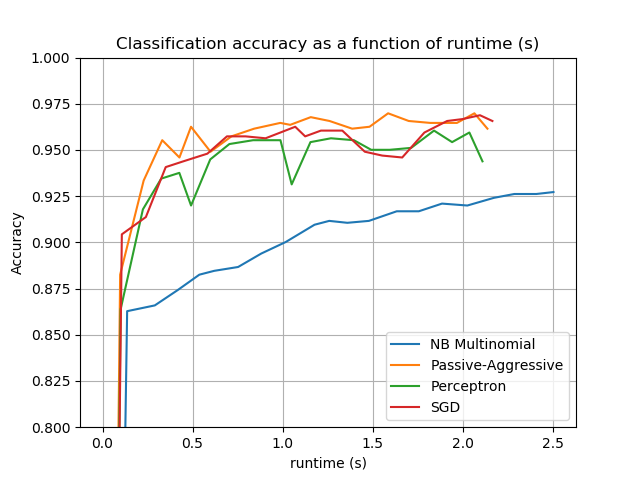 Classification accuracy as a function of runtime (s)
1.000
0.975
0.950
0.925
0.900
0.875
0.850
0.825
0.800
Accuracy
NB Multinomial
Passive-Aggressive
Perceptron
SGD
0.0 0.5 1.0 1.5 2.0 2.5
runtime (s)